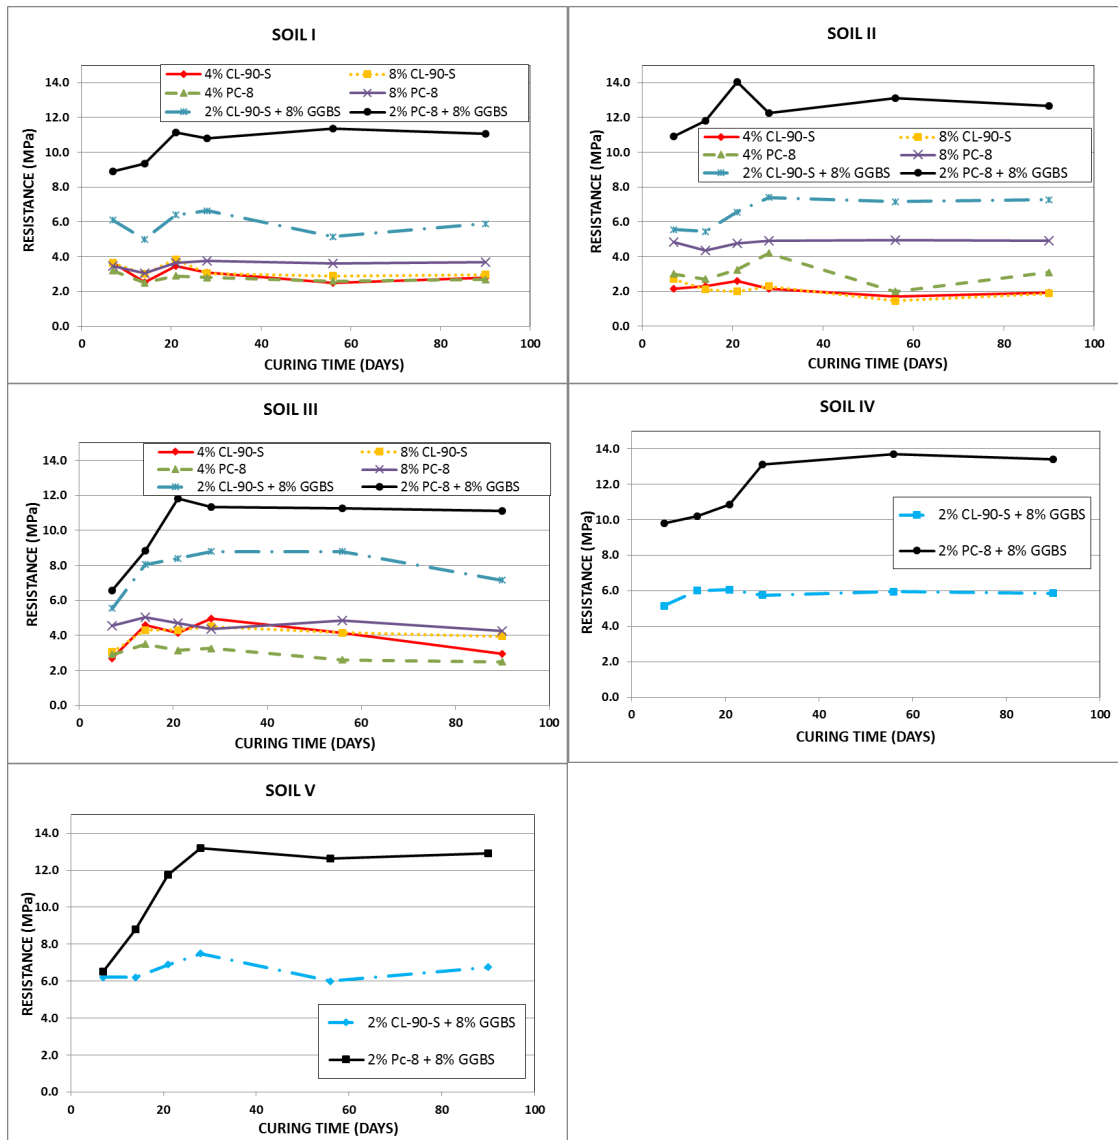 SOIL I
4% CL-90-S 8% CL-90-S
4% PC-8 8% PC-8
2% CL-90-S + 8% GGBS 2% PC-8 + 8% GGBS
RESISTANCE (MPa)
14.0
12.0
10.0
8.0
6.0
4.0
2.0
0.0
0 20 40 60 80 100
CURING TIME (DAYS)
SOIL II
4% CL-90-S 8% CL-90-S
4% PC-8 8% PC-8
2% CL-90-S + 8% GGBS 2% PC-8 + 8% GGBS
RESISTANCE (MPa)
14.0
12.0
10.0
8.0
6.0
4.0
2.0
0.0
0 20 40 60 80 100
CURING TIME (DAYS)
SOIL III
4% CL-90-S 8% CL-90-S
4% PC-8 8% PC-8
2% CL-90-S + 8% GGBS 2% PC-8 + 8% GGBS
RESISTANCE (MPa)
14.0
12.0
10.0
8.0
6.0
4.0
2.0
0.0
0 20 40 60 80 100
CURING TIME (DAYS)
SOIL IV
2% CL-90-S + 8% GGBS
2% PC-8 + 8% GGBS
RESISTANCE (MPa)
14.0
12.0
10.0
8.0
6.0
4.0
2.0
0.0
0 20 40 60 80 100
CURING TIME (DAYS)
SOIL V
2% CL-90-S + 8% GGBS
2% Pc-8 + 8% GGBS
RESISTANCE (MPa)
14.0
12.0
10.0
8.0
6.0
4.0
2.0
0.0
0 20 40 60 80 100
CURING TIME (DAYS)